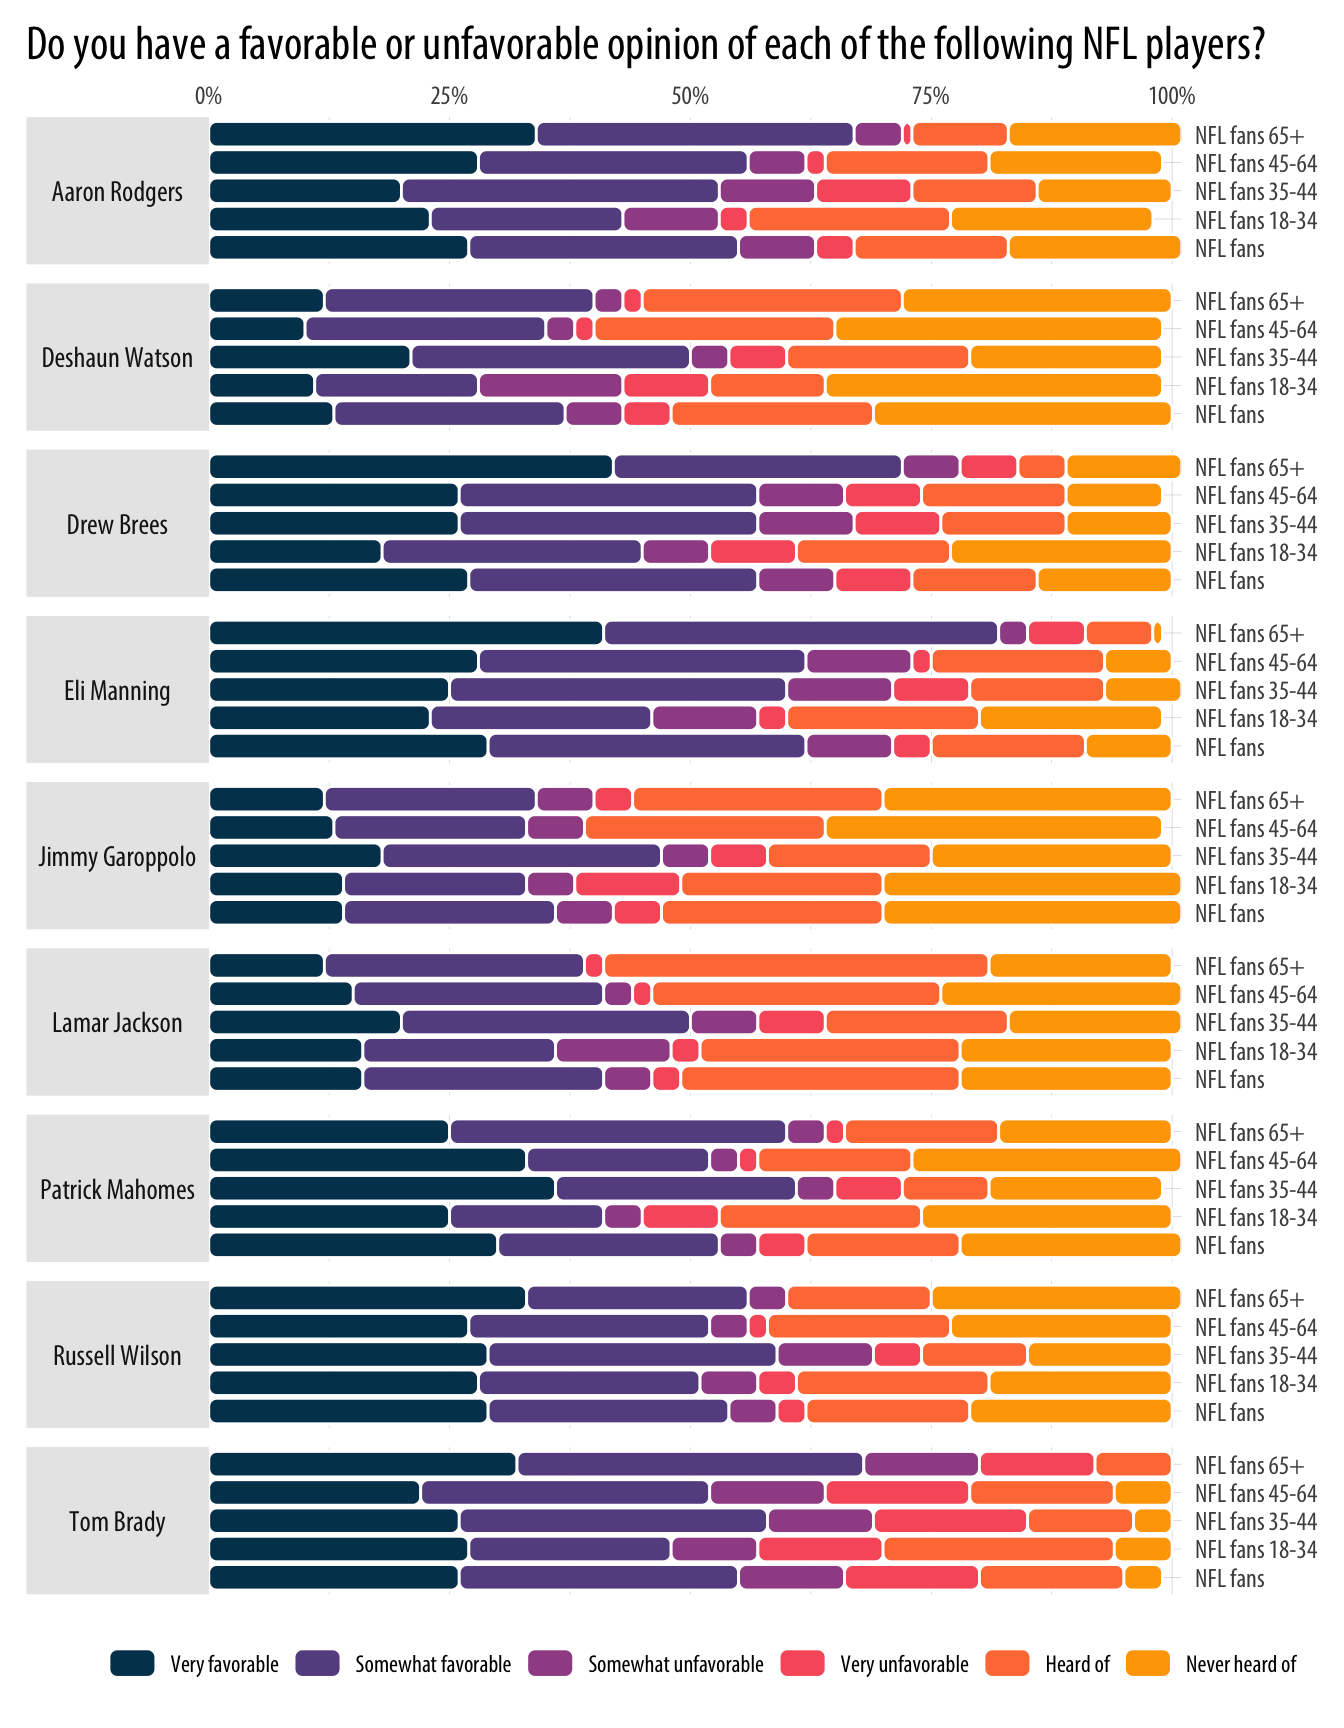 Do you have a favorable or unfavorable opinion of each of the following NFL players?
0% 25% 50% 75% 100%
Aaron Rodgers
NFL fans 65+
NFL fans 45-64
NFL fans 35-44
NFL fans 18-34
NFL fans
Deshaun Watson
NFL fans 65+
NFL fans 45-64
NFL fans 35-44
NFL fans 18-34
NFL fans
Drew Brees
NFL fans 65+
NFL fans 45-64
NFL fans 35-44
NFL fans 18-34
NFL fans
Eli Manning
NFL fans 65+
NFL fans 45-64
NFL fans 35-44
NFL fans 18-34
NFL fans
Jimmy Garoppolo
NFL fans 65+
NFL fans 45-64
NFL fans 35-44
NFL fans 18-34
NFL fans
Lamar Jackson
NFL fans 65+
NFL fans 45-64
NFL fans 35-44
NFL fans 18-34
NFL fans
Patrick Mahomes
NFL fans 65+
NFL fans 45-64
NFL fans 35-44
NFL fans 18-34
NFL fans
Russell Wilson
NFL fans 65+
NFL fans 45-64
NFL fans 35-44
NFL fans 18-34
NFL fans
Tom Brady
NFL fans 65+
NFL fans 45-64
NFL fans 35-44
NFL fans 18-34
NFL fans
Very favorable Somewhat favorable Somewhat unfavorable Very unfavorable Heard of Never heard of